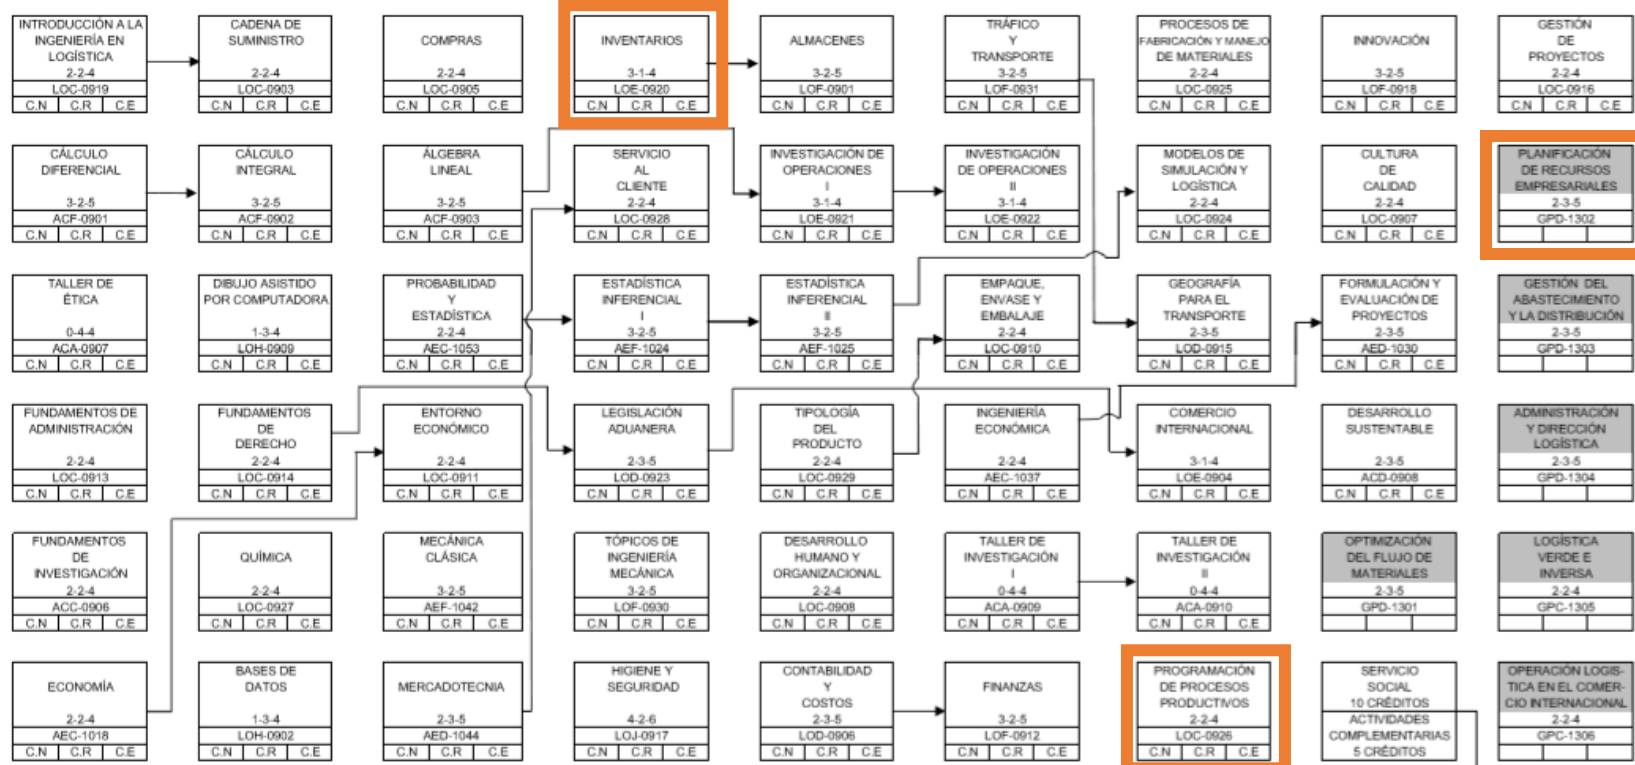 INTRODUCCIÓN A LA
INGENIERÍA EN
LOGÍSTICA
2-2-4
LOC-0919
C.N C.R C.E
CADENA DE
SUMINISTRO
2-2-4
LOC-0903
C.N C.R C.E
COMPRAS
2-2-4
LOC-0905
C.N C.R C.E
INVENTARIOS
3-1-4
LOE-0920
C.N C.R C.E
ALMACENES
3-2-5
LOF-0901
C.N C.R C.E
TRÁFICO
Y
TRANSPORTE
3-2-5
LOF-0931
C.N C.R C.E
PROCESOS DE
FABRICACIÓN Y MANEJO
DE MATERIALES
2-2-4
LOC-0925
C.N C.R C.E
INNOVACIÓN
3-2-5
LOF-0918
C.N C.R C.E
GESTIÓN
DE
PROYECTOS
2-2-4
LOC-0916
C.N C.R C.E
CÁLCULO
DIFERENCIAL
3-2-5
ACF-0901
C.N C.R C.E
CÁLCULO
INTEGRAL
3-2-5
ACF-0902
C.N C.R C.E
ÁLGEBRA
LINEAL
3-2-5
ACF-0903
C.N C.R C.E
SERVICIO
AL
CLIENTE
2-2-4
LOC-0928
C.N C.R C.E
INVESTIGACIÓN DE
OPERACIONES
I
3-1-4
LOE-0921
C.N C.R C.E
INVESTIGACIÓN
DE OPERACIONES
II
3-1-4
LOE-0922
C.N C.R C.E
MODELOS DE
SIMULACIÓN Y
LOGÍSTICA
2-2-4
LOC-0924
C.N C.R C.E
CULTURA
DE
CALIDAD
2-2-4
LOC-0907
C.N C.R C.E
PLANIFICACIÓN
DE RECURSOS
EMPRESARIALES
2-3-5
GPD-1302
TALLER DE
ÉTICA
0-4-4
ACA-0907
C.N C.R C.E
DIBUJO ASISTIDO
POR COMPUTADORA
1-3-4
LOH-0909
C.N C.R C.E
PROBABILIDAD
Y
ESTADÍSTICA
2-2-4
AEC-1053
C.N C.R C.E
ESTADÍSTICA
INFERENCIAL
I
3-2-5
AEF-1024
C.N C.R C.E
ESTADÍSTICA
INFERENCIAL
II
3-2-5
AEF-1025
C.N C.R C.E
EMPAQUE,
ENVASE Y
EMBALAJE
2-2-4
LOC-0910
C.N C.R C.E
GEOGRAFÍA
PARA EL
TRANSPORTE
2-3-5
LOD-0915
C.N C.R C.E
FORMULACIÓN Y
EVALUACIÓN DE
PROYECTOS
2-3-5
AED-1030
C.N C.R C.E
GESTIÓN DEL
ABASTECIMIENTO
Y LA DISTRIBUCIÓN
2-3-5
GPD-1303
FUNDAMENTOS DE
ADMINISTRACIÓN
2-2-4
LOC-0913
C.N C.R C.E
FUNDAMENTOS
DE
DERECHO
2-2-4
LOC-0914
C.N C.R C.E
ENTORNO
ECONÓMICO
2-2-4
LOC-0911
C.N C.R C.E
LEGISLACIÓN
ADUANERA
2-3-5
LOD-0923
C.N C.R C.E
TIPOLOGÍA
DEL
PRODUCTO
2-2-4
LOC-0929
C.N C.R C.E
INGENIERÍA
ECONÓMICA
2-2-4
AEC-1037
C.N C.R C.E
COMERCIO
INTERNACIONAL
3-1-4
LOE-0904
C.N C.R C.E
DESARROLLO
SUSTENTABLE
2-3-5
ACD-0908
C.N C.R C.E
ADMINISTRACIÓN
Y DIRECCIÓN
LOGÍSTICA
2-3-5
GPD-1304
FUNDAMENTOS
DE
INVESTIGACIÓN
2-2-4
ACC-0906
C.N C.R C.E
QUÍMICA
2-2-4
LOC-0927
C.N C.R C.E
MECÁNICA
CLÁSICA
3-2-5
AEF-1042
C.N C.R C.E
TÓPICOS DE
INGENIERÍA
MECÁNICA
3-2-5
LOF-0930
C.N C.R C.E
DESARROLLO
HUMANO Y
ORGANIZACIONAL
2-2-4
LOC-0908
C.N C.R C.E
TALLER DE
INVESTIGACIÓN
I
0-4-4
ACA-0909
C.N C.R C.E
TALLER DE
INVESTIGACIÓN
II
0-4-4
ACA-0910
C.N C.R C.E
OPTIMIZACIÓN
DEL FLUJO DE
MATERIALES
2-3-5
GPD-1301
LOGÍSTICA
VERDE E
INVERSA
2-2-4
GPC-1305
ECONOMÍA
2-2-4
AEC-1018
C.N C.R C.E
BASES DE
DATOS
1-3-4
LOH-0902
C.N C.R C.E
MERCADOTECNIA
2-3-5
AED-1044
C.N C.R C.E
HIGIENE Y
SEGURIDAD
4-2-6
LOJ-0917
C.N C.R C.E
CONTABILIDAD
Y
COSTOS
2-3-5
LOD-0906
C.N C.R C.E
FINANZAS
3-2-5
LOF-0912
C.N C.R C.E
PROGRAMACIÓN
DE PROCESOS
PRODUCTIVOS
2-2-4
LOC-0926
C.N C.R C.E
SERVICIO
SOCIAL
10 CRÉDITOS
ACTIVIDADES
COMPLEMENTARIAS
5 CRÉDITOS
OPERACIÓN LOGIS-
TICA EN EL COMER-
CIO INTERNACIONAL
2-2-4
GPC-1306